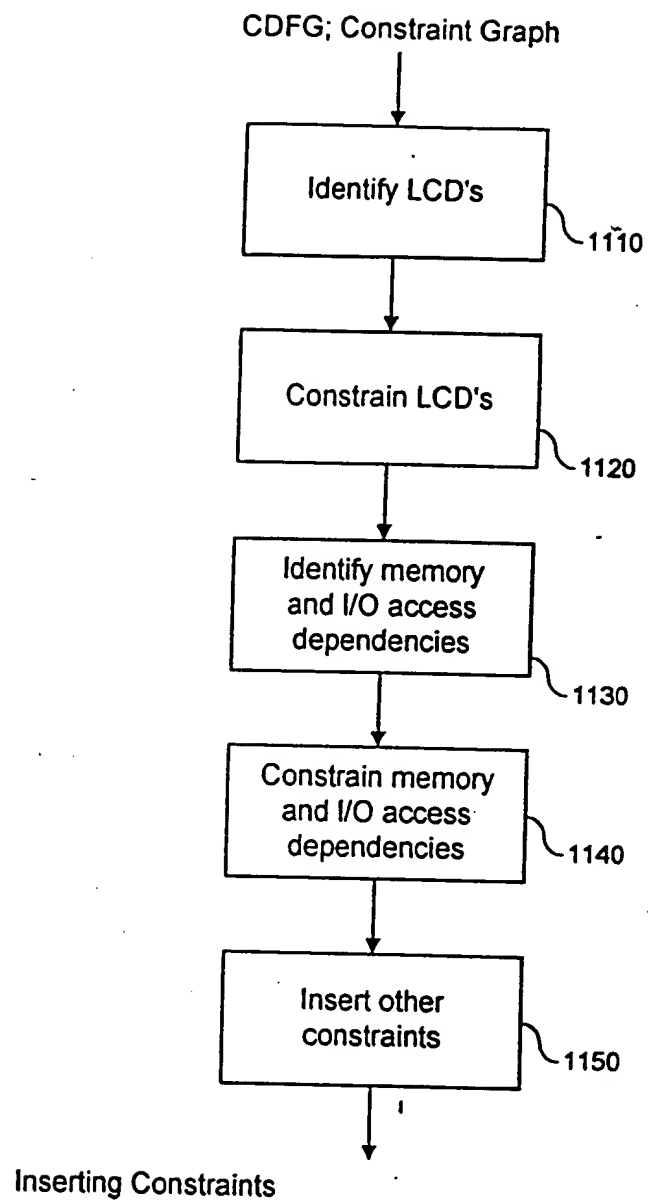 CDFG; Constraint Graph
Identify LCD's
1110
Constrain LCD's
1120
Identify memory
and I/O access
dependencies
1130
Constrain memory
and I/O access
dependencies
1140
Insert other
constraints
1150
Inserting Constraints